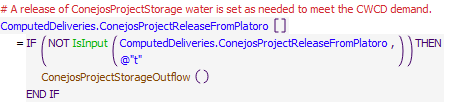 # A release of ConejosProjectStorage water is set as needed to meet the CWCD demand.
ComputedDeliveries.ConejosProjectReleaseFromPlatoro []
= IF ( NOT IsInput ( ComputedDeliveries.ConejosProjectReleaseFromPlatoro , ) ) THEN
@"t"
ConejosProjectStorageOutflow ()
END IF